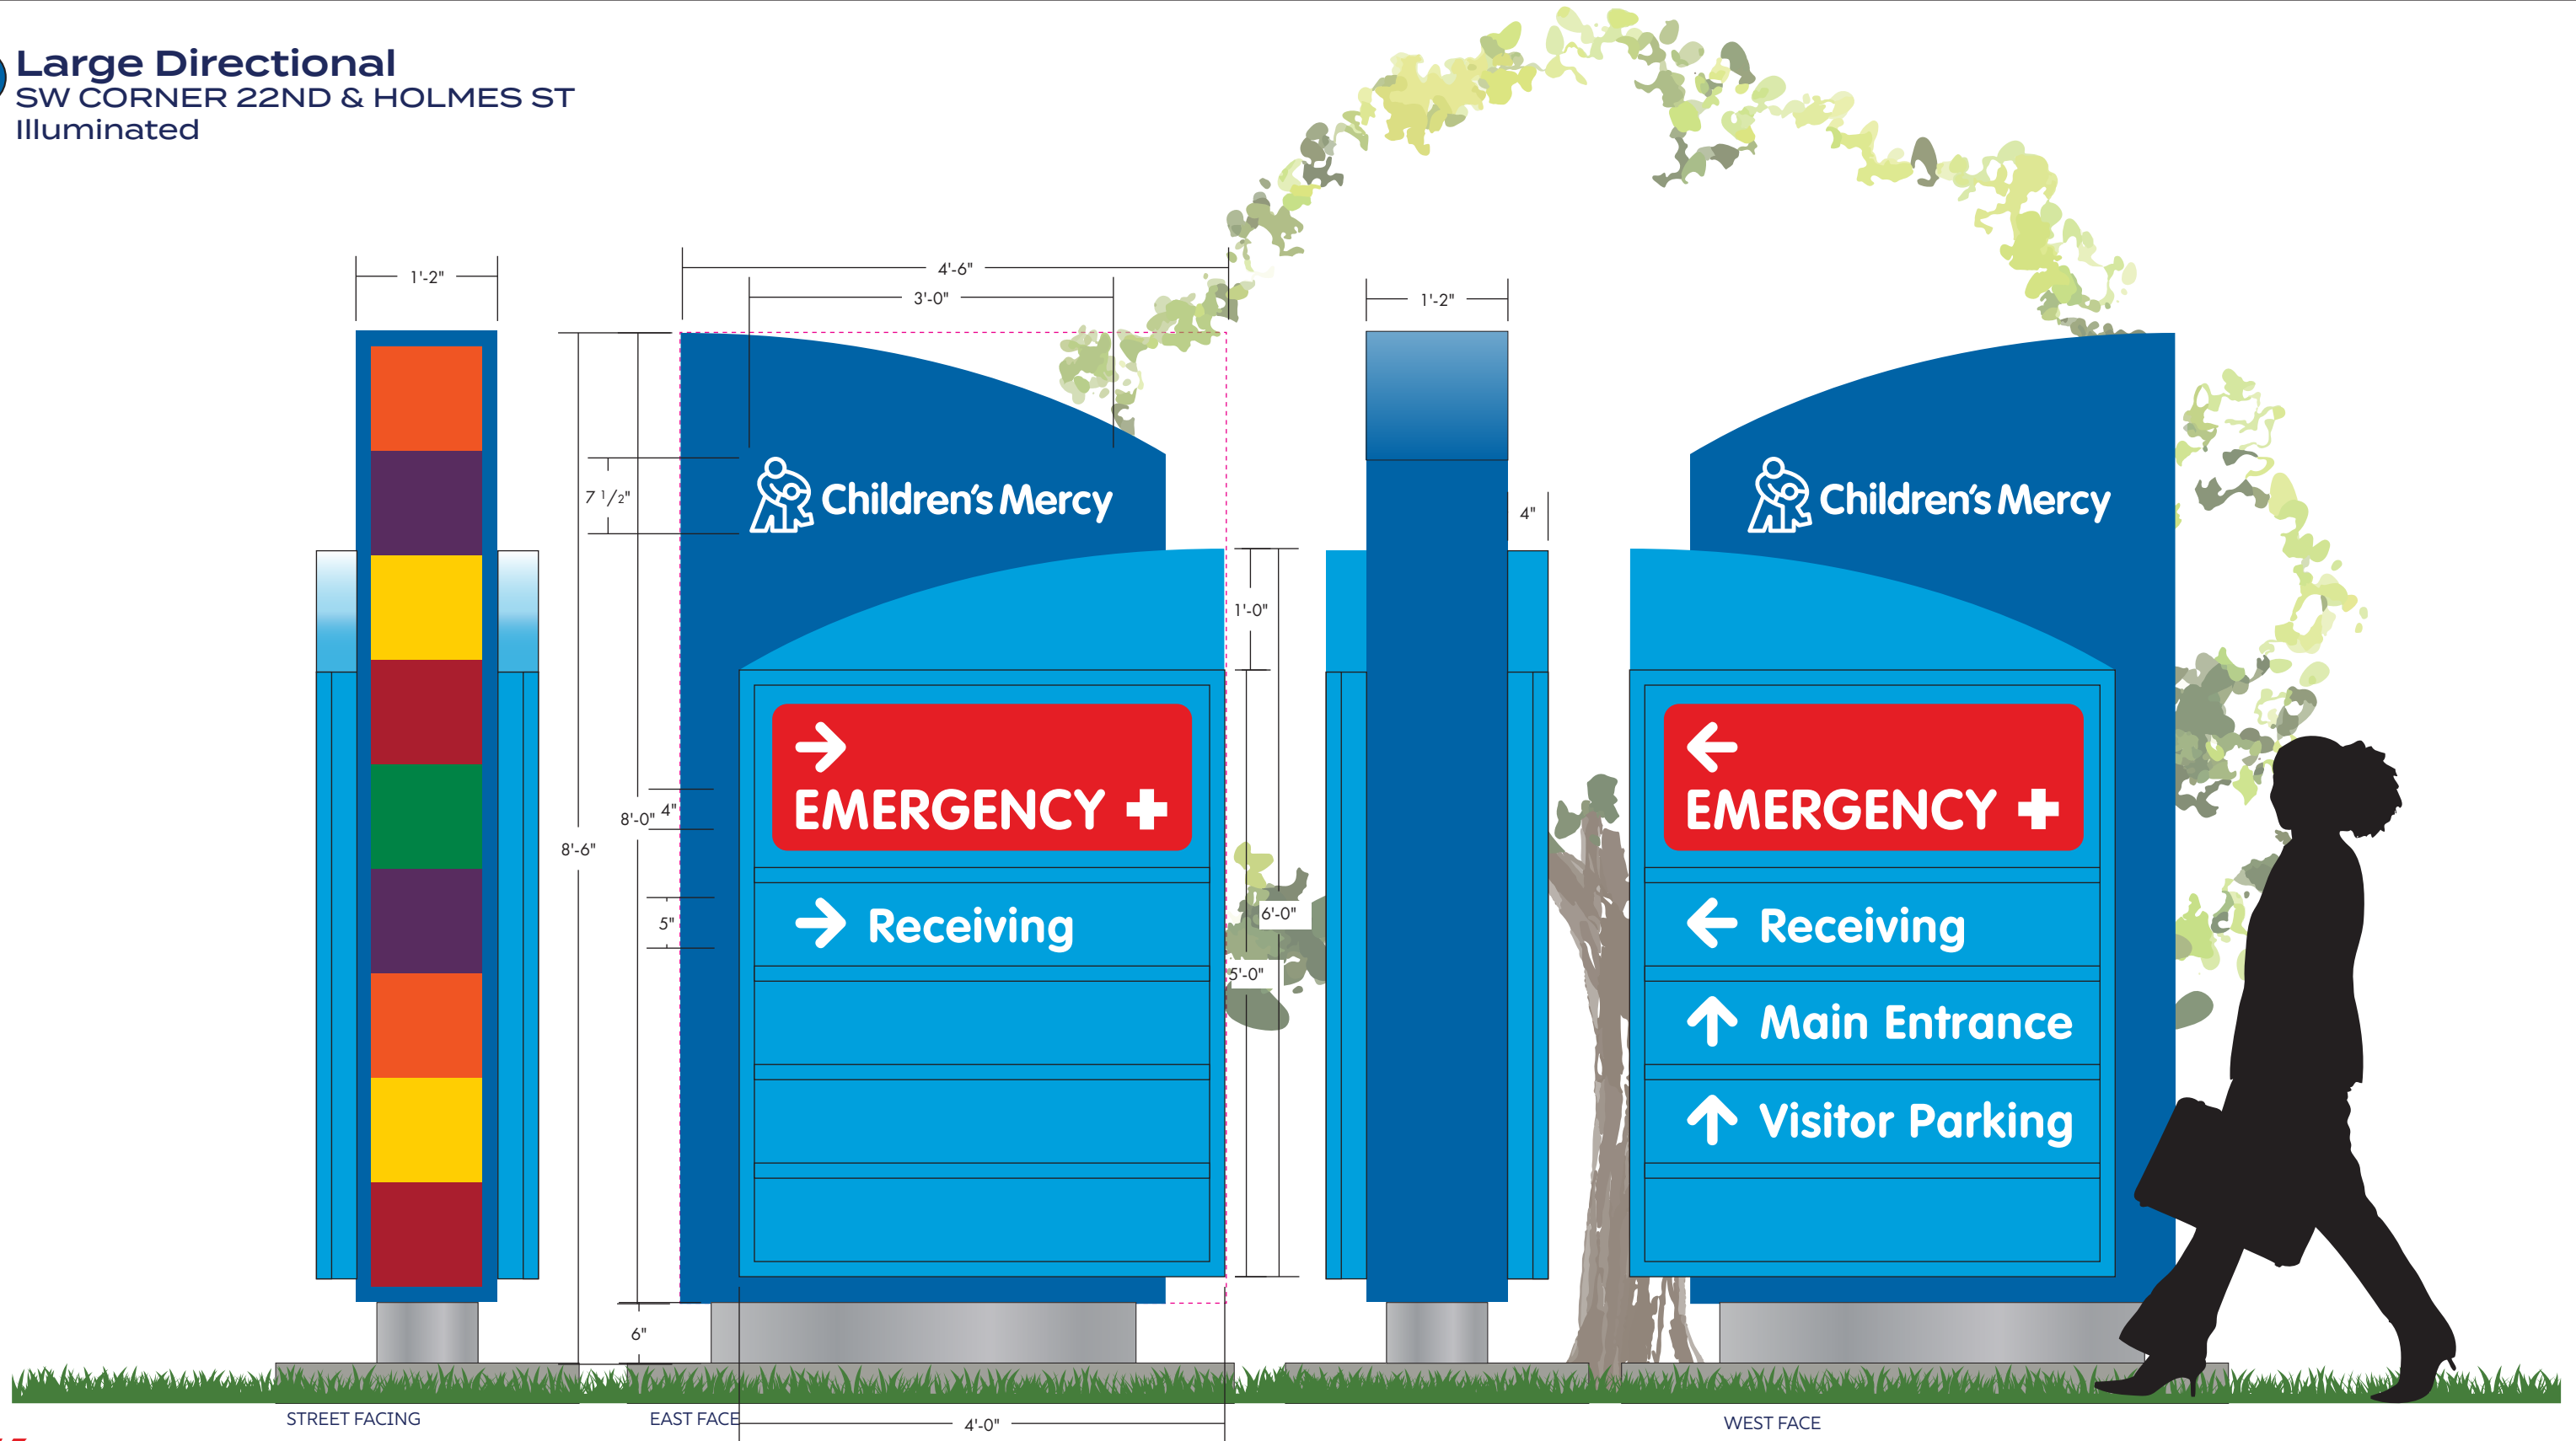 Large Directional
SW CORNER 22ND & HOLMES ST
Illuminated
1'-2"
4'-6"
3'-0"
1'-2"
7 1/2"
Children's Mercy
4"
Children's Mercy
1'-0"
EMERGENCY
8'-0"
4"
8'-6"
EMERGENCY
5"
Receiving
6'-0"
5'-0"
Receiving
Main Entrance
Visitor Parking
6"
STREET FACING
EAST FACE
4'-0"
WEST FACE